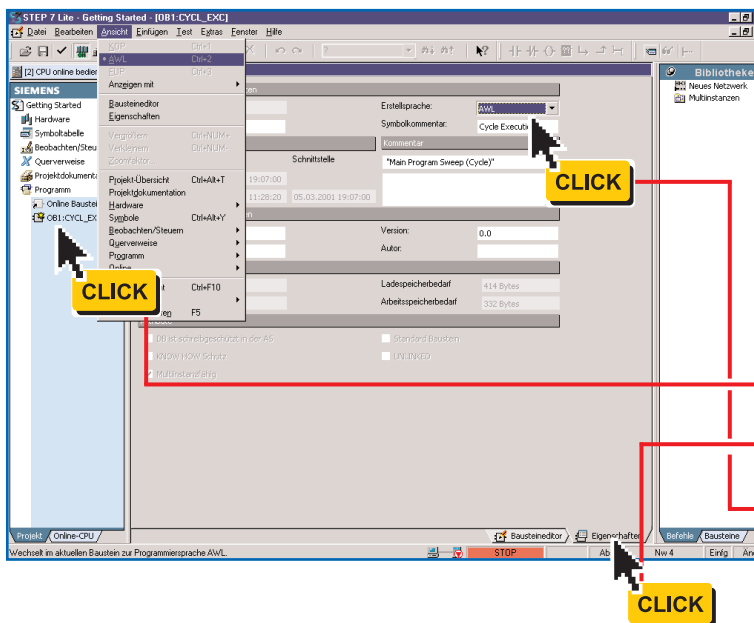 STEP 7 Lite - Getting Started - [OB1:CYCL_EXC]
Datei Bearbeiten Ansicht Einfügen Test Extras Fenster Hilfe
?
[2] CPU online bedien
KOP Ctrl+1
AWL Ctrl+2
FUP Ctrl+3
Anzeigen mit
Bausteineditor
Eigenschaften
Vergrößern Ctrl+NUM+
Verkleinern Ctrl+NUM-
Zoomfaktor...
Projekt-Übersicht Ctrl+Alt+T
Projektdokumentation
Hardware
Symbole Ctrl+Alt+Y
Beobachten/Steuern
Querverweise
Programm
Online
Ctrl+F10
F5
SIEMENS
Getting Started
Hardware
Symboltabelle
Beobachten/Steu
Querverweise
Projektdokumenta
Programm
Online Baustei
OB1:CYCL_EX
CLICK
Erstellsprache: AWL
Symbolkommentar: Cycle Executi
Kommentar
Schnittstelle
"Main Program Sweep (Cycle)"
19:07:00
11:28:20 05.03.2001 19:07:00
CLICK
Version: 0.0
Autor:
Ladespeicherbedarf 414 Bytes
Arbeitsspeicherbedarf 332 Bytes
DB ist schreibgeschützt in der AS
Standard Baustein
KNOW HOW Schutz
UNLINKED
Multiinstanzfähig
Bibliotheke
Neues Netzwerk
Multinstanzen
Projekt Online-CPU
Bausteineditor Eigenschaften
Befehle Bausteine
Wechselt im aktuellen Baustein zur Programmiersprache AWL.
STOP
Ab
Nw 4
Einfg
Än
CLICK